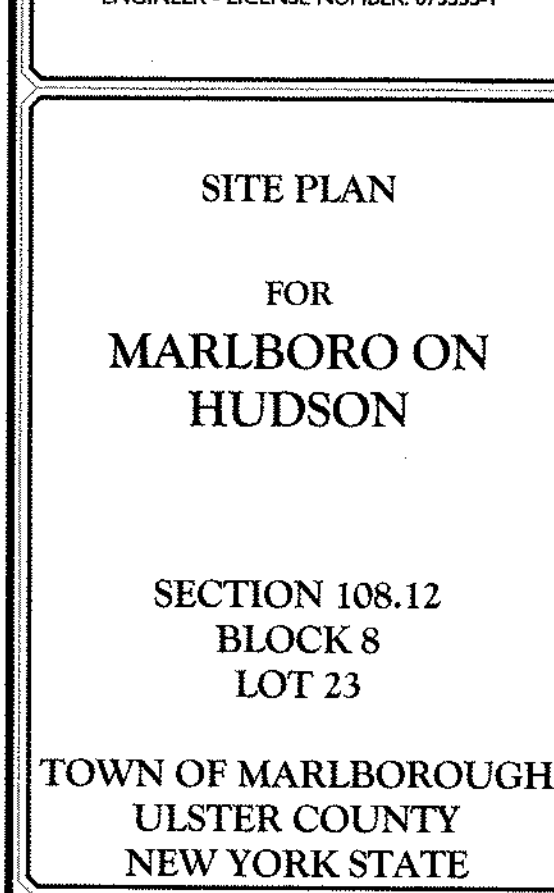 SITE PLAN
FOR
MARLBORO ON
HUDSON
SECTION 108.12
BLOCK 8
LOT 23
TOWN OF MARLBOROUGH
ULSTER COUNTY
NEW YORK STATE